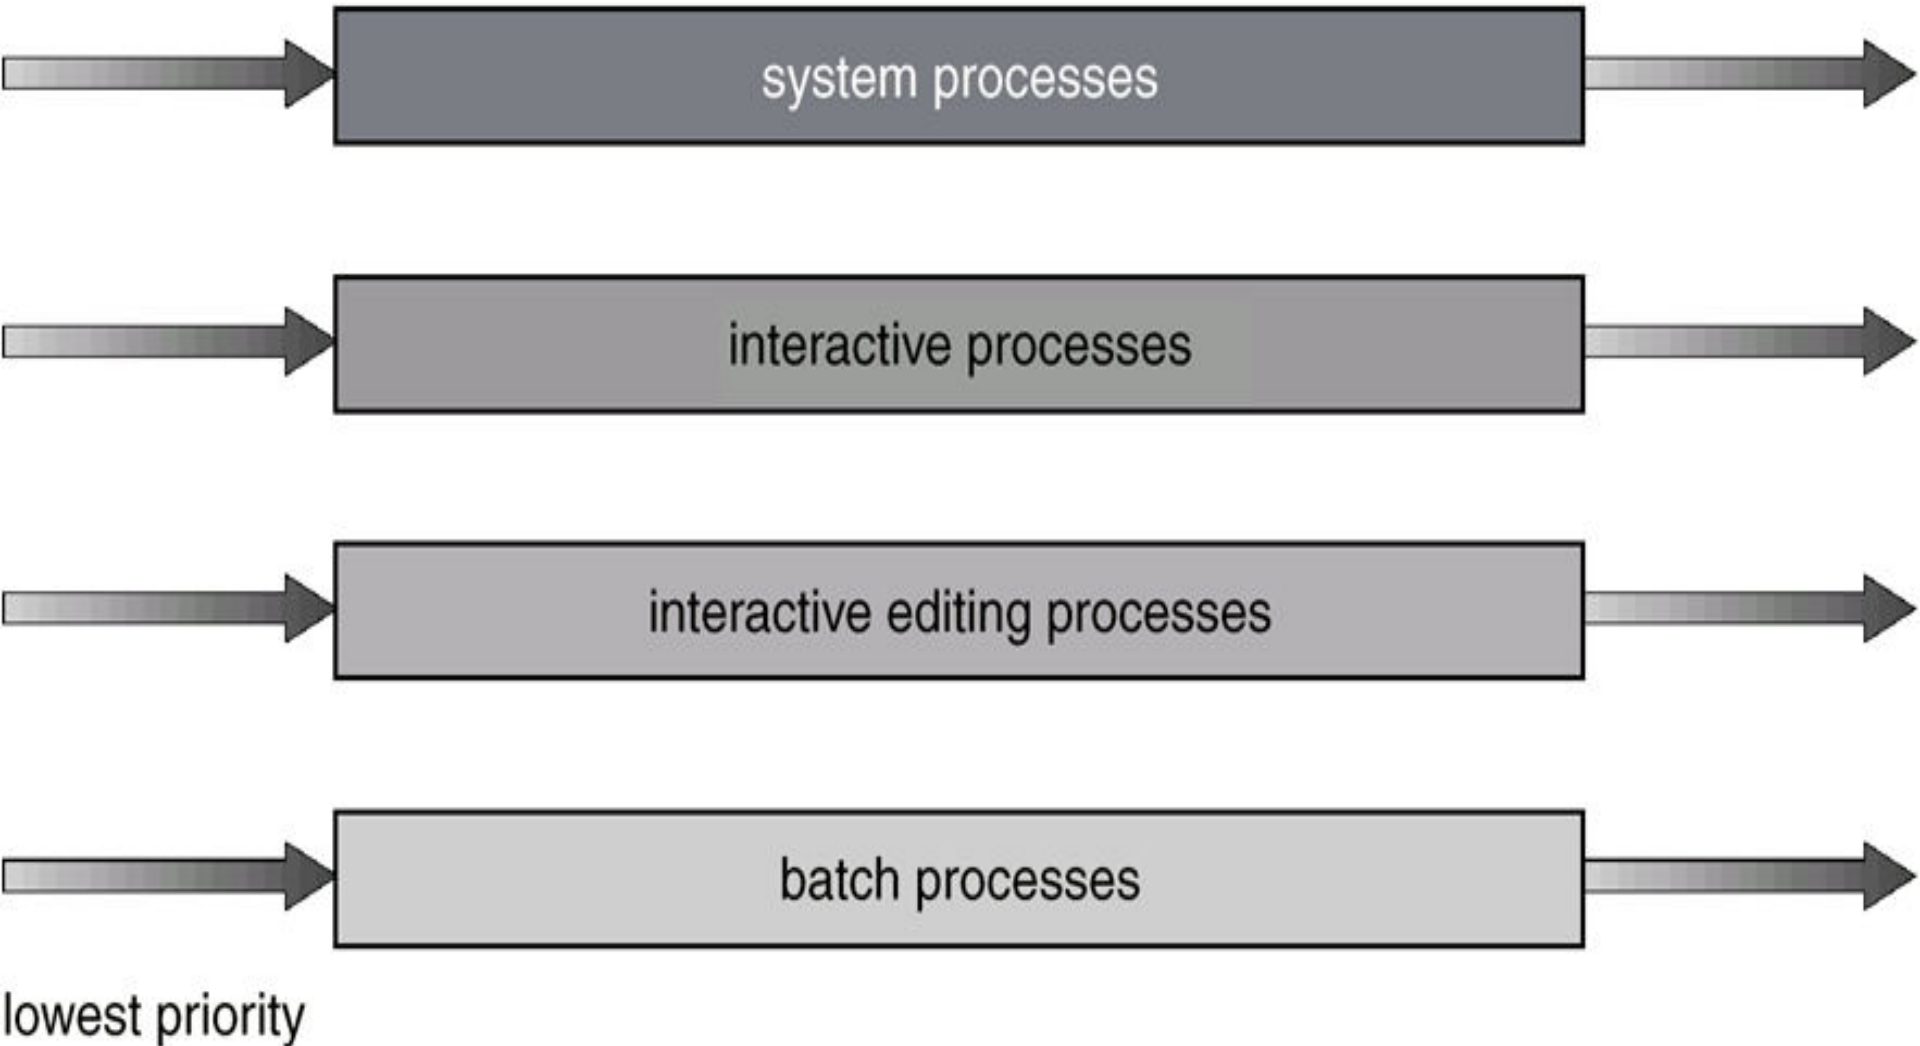 system processes
interactive processes
interactive editing processes
batch processes
lowest priority